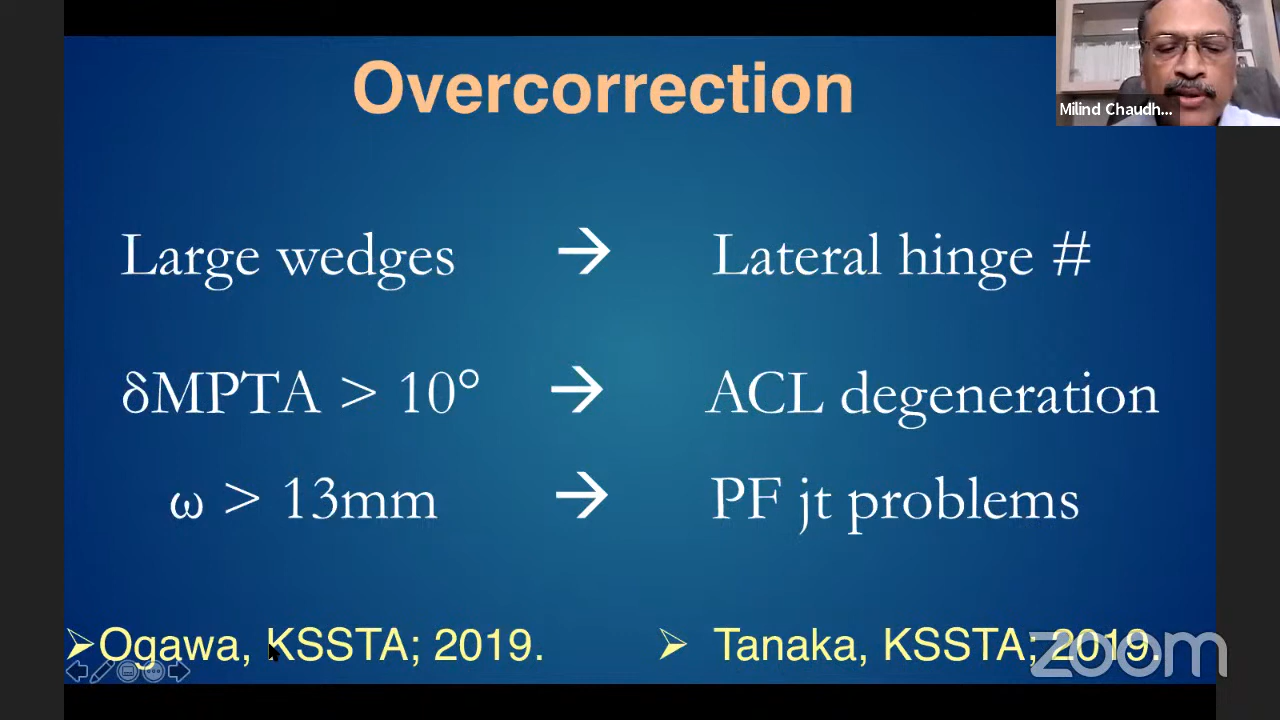 Overcorrection
Milind Chaudh...
Large wedges → Lateral hinge #
δMPTA > 10° → ACL degeneration
ω > 13mm → PF jt problems
➢Ogawa, KSSTA; 2019. ➢ Tanaka, KSSTA; 2019.
zoom